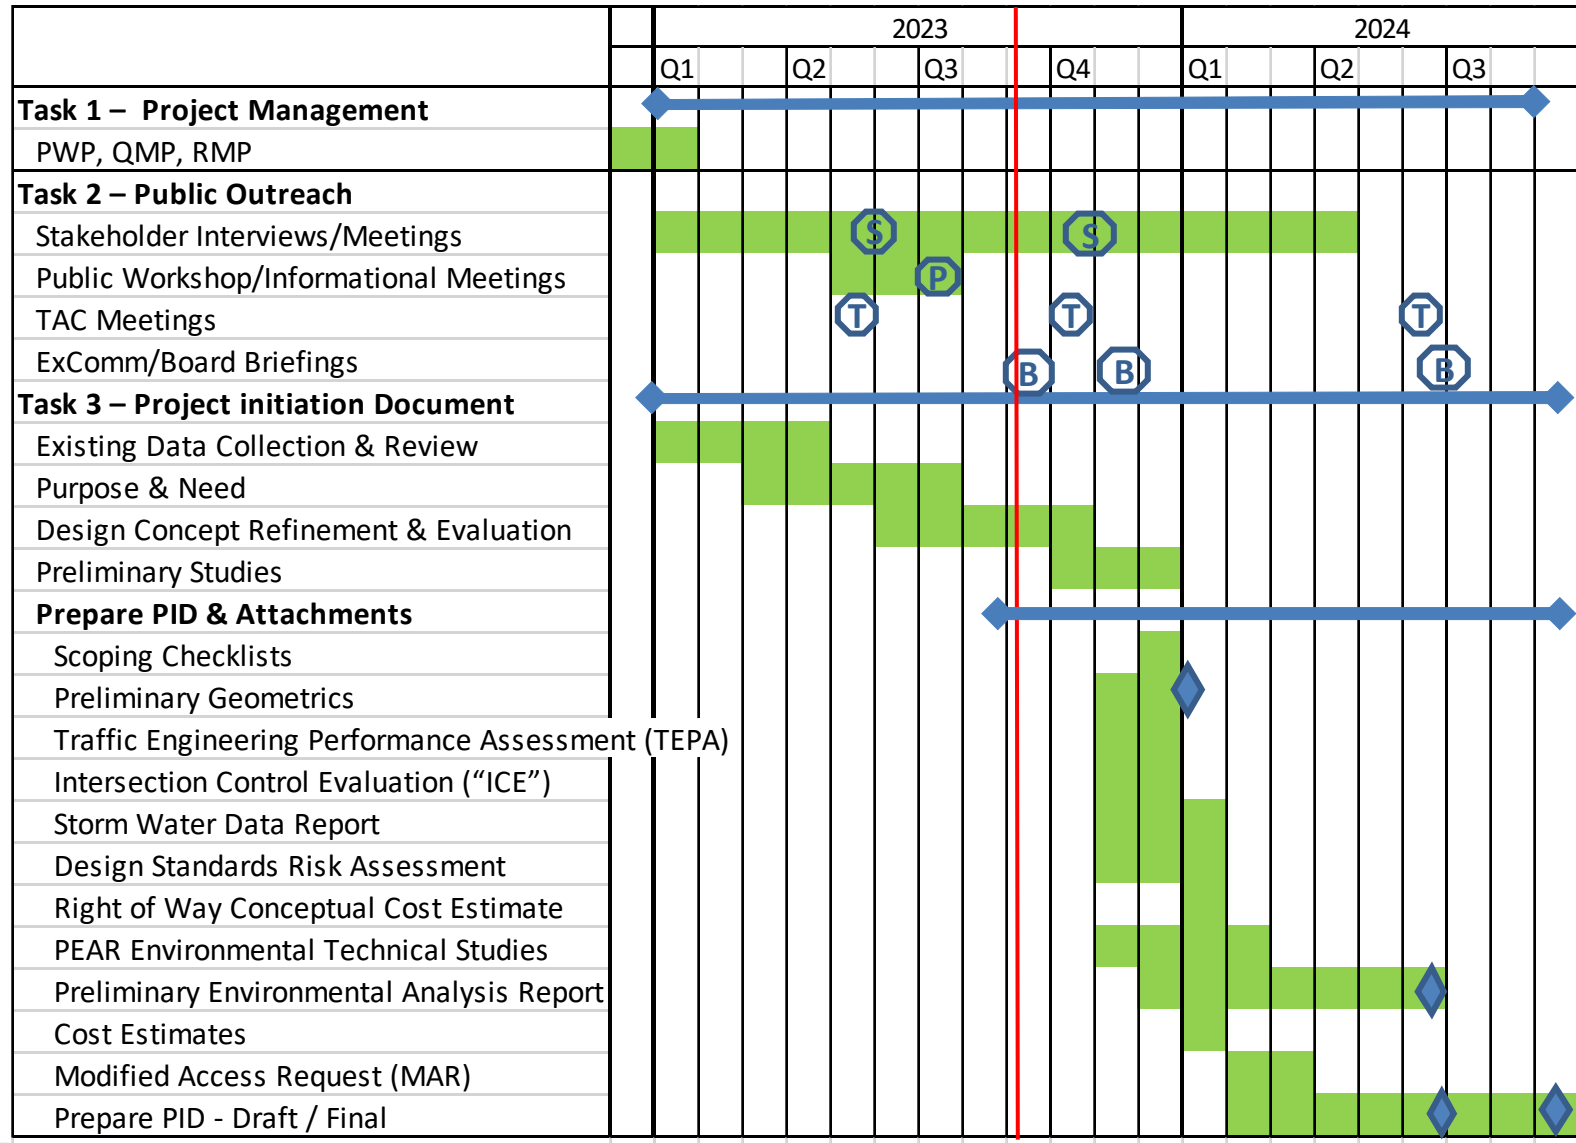 2023 2024
Q1 Q2 Q3 Q4 Q1 Q2 Q3
Task 1 – Project Management
PWP, QMP, RMP
Task 2 – Public Outreach
Stakeholder Interviews/Meetings S S
Public Workshop/Informational Meetings P
TAC Meetings T T T
ExComm/Board Briefings B B B
Task 3 – Project initiation Document
Existing Data Collection & Review
Purpose & Need
Design Concept Refinement & Evaluation
Preliminary Studies
Prepare PID & Attachments
Scoping Checklists
Preliminary Geometrics
Traffic Engineering Performance Assessment (TEPA)
Intersection Control Evaluation (“ICE”)
Storm Water Data Report
Design Standards Risk Assessment
Right of Way Conceptual Cost Estimate
PEAR Environmental Technical Studies
Preliminary Environmental Analysis Report
Cost Estimates
Modified Access Request (MAR)
Prepare PID - Draft / Final